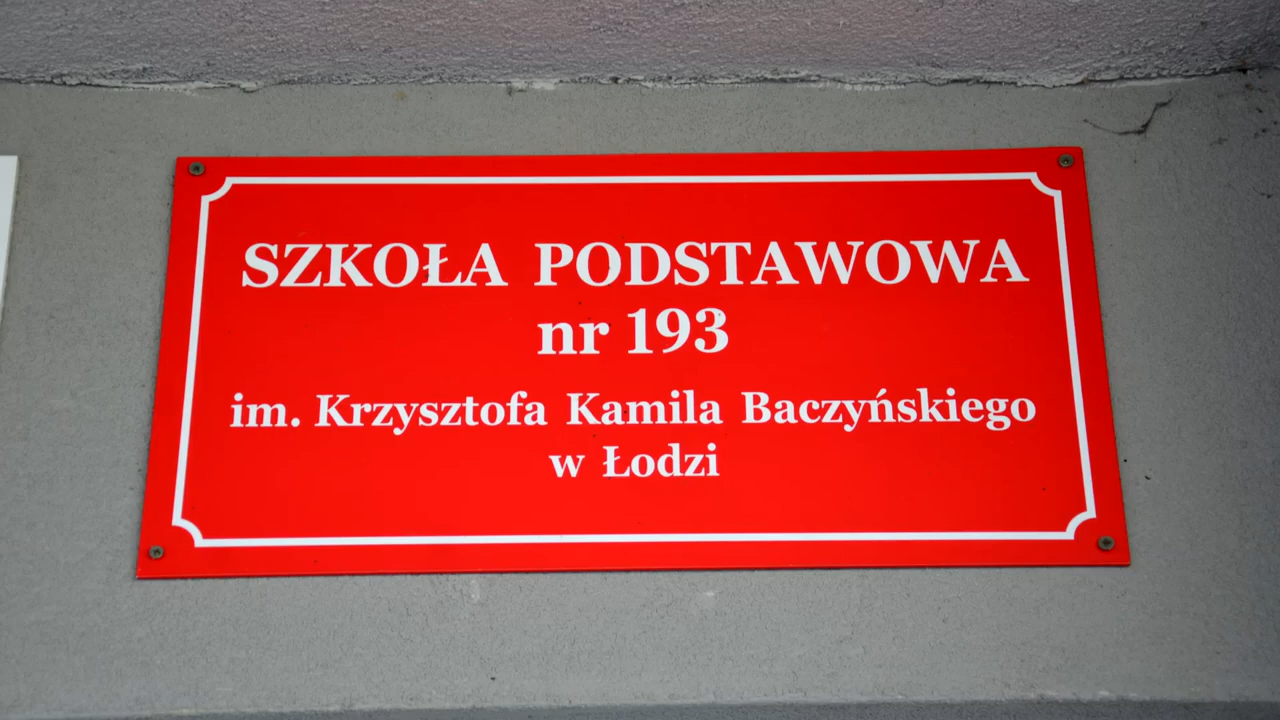 SZKOŁA PODSTAWOWA
nr 193
im. Krzysztofa Kamila Baczyńskiego
w Łodzi